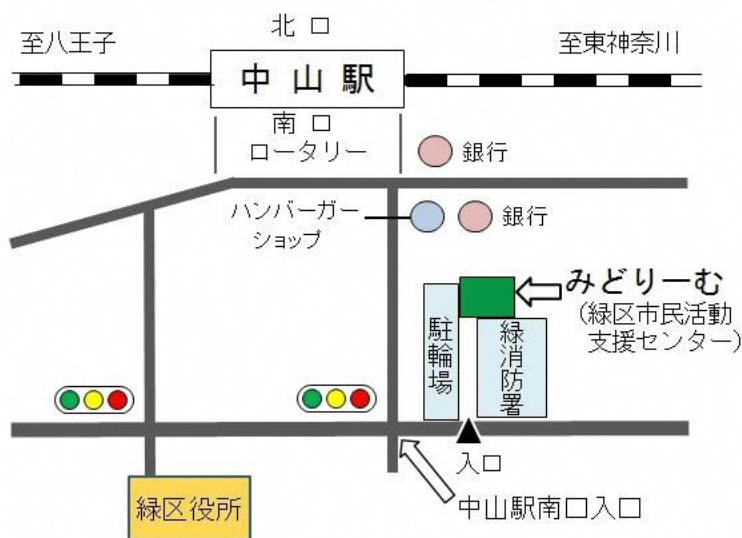 北口
至八王子
至東神奈川
中山駅
南口
ロータリー
銀行
ハンバーガー
ショップ
銀行
みどりーむ
(緑区市民活動
支援センター)
駐輪場
緑消防署
入口
緑区役所
中山駅南口入口